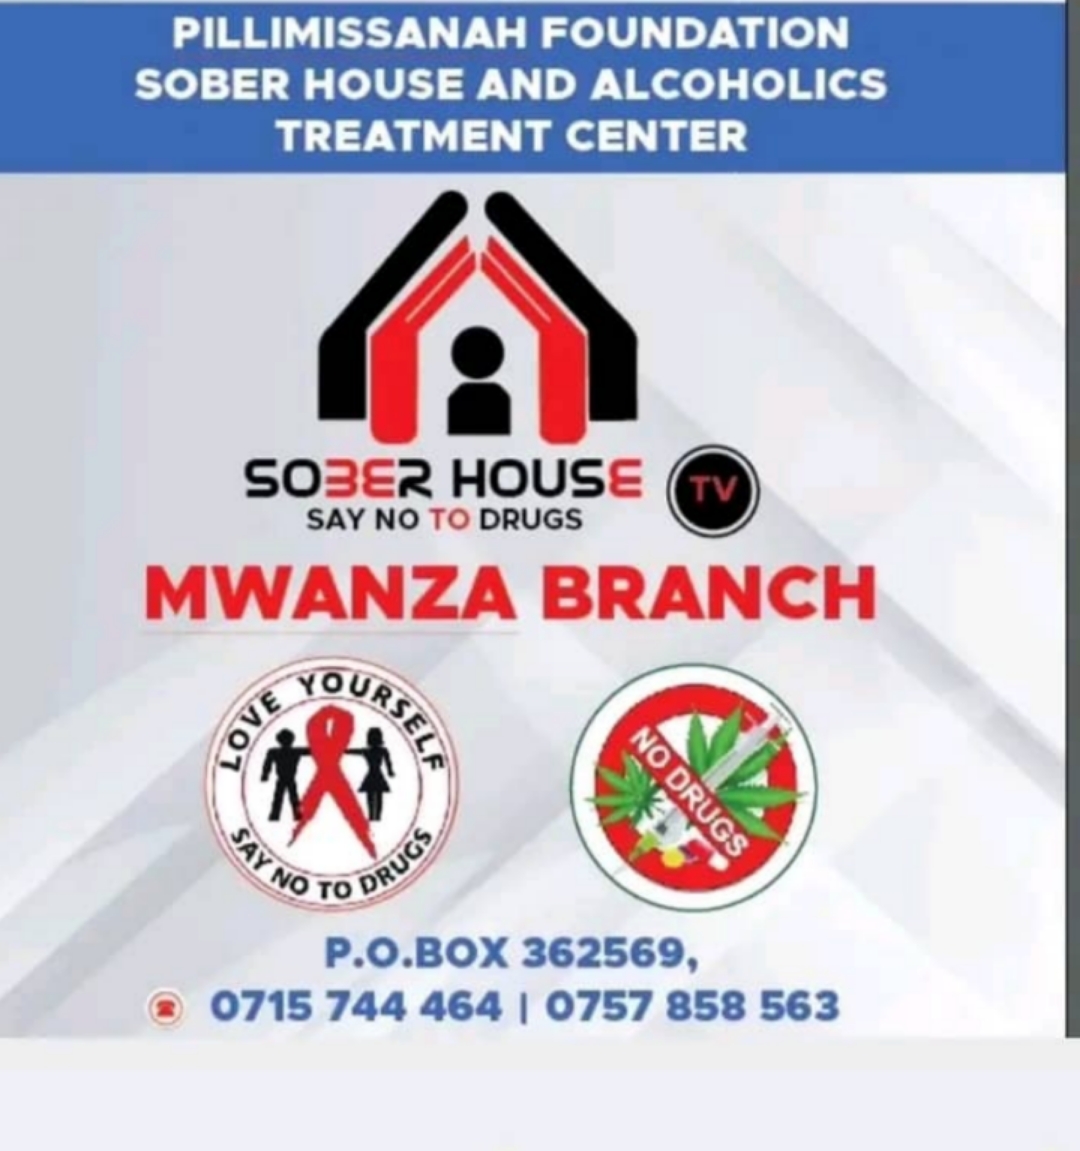 PILLIMISSANAH FOUNDATION
SOBER HOUSE AND ALCOHOLICS
TREATMENT CENTER
SOBER HOUSE
TV
SAY NO TO DRUGS
MWANZA BRANCH
LOVE YOURSELF
SAY NO TO DRUGS
NO DRUGS
P.O.BOX 362569,
0715 744 464 | 0757 858 563